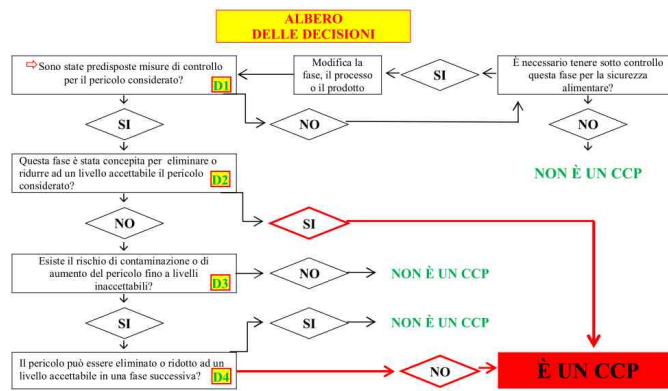 ALBERO
DELLE DECISIONI
⇨Sono state predisposte misure di controllo
per il pericolo considerato?
D1
Modifica la
fase, il processo
o il prodotto
SI
È necessario tenere sotto controllo
questa fase per la sicurezza
alimentare?
SI
NO
NO
NON È UN CCP
Questa fase è stata concepita per eliminare o
ridurre ad un livello accettabile il pericolo
considerato?
D2
NO
SI
Esiste il rischio di contaminazione o di
aumento del pericolo fino a livelli
inaccettabili?
D3
NO
NON È UN CCP
SI
SI
NON È UN CCP
Il pericolo può essere eliminato o ridotto ad un
livello accettabile in una fase successiva?
D4
NO
È UN CCP